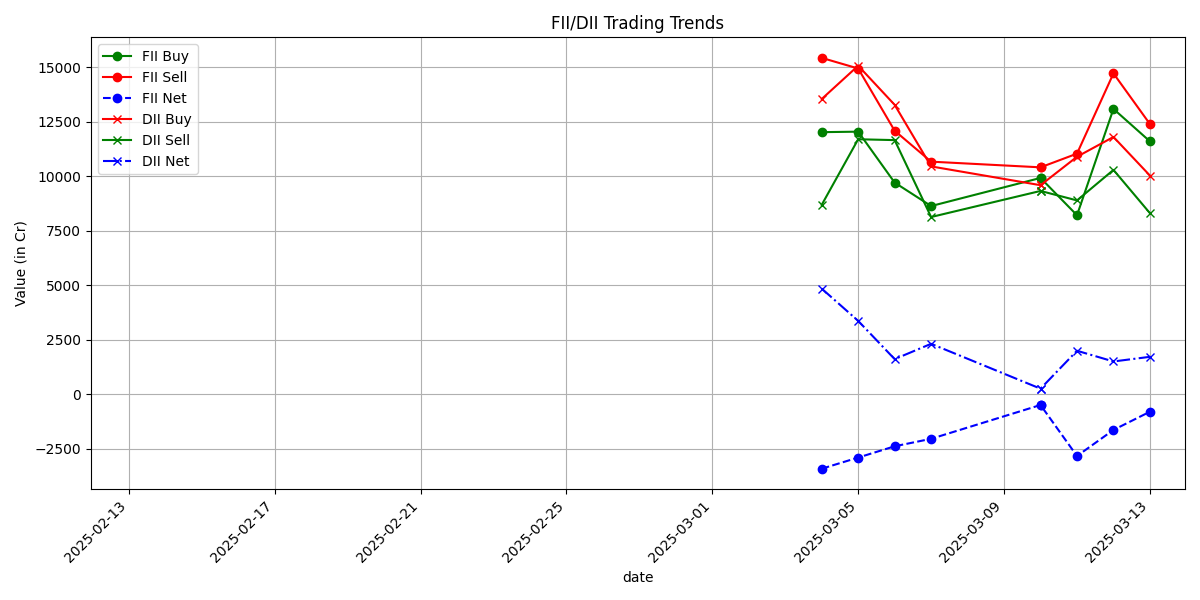 FII/DII Trading Trends
FII Buy
FII Sell
FII Net
DII Buy
DII Sell
DII Net
15000
12500
10000
7500
5000
2500
0
−2500
Value (in Cr)
2025-02-13
2025-02-17
2025-02-21
2025-02-25
2025-03-01
2025-03-05
2025-03-09
2025-03-13
date